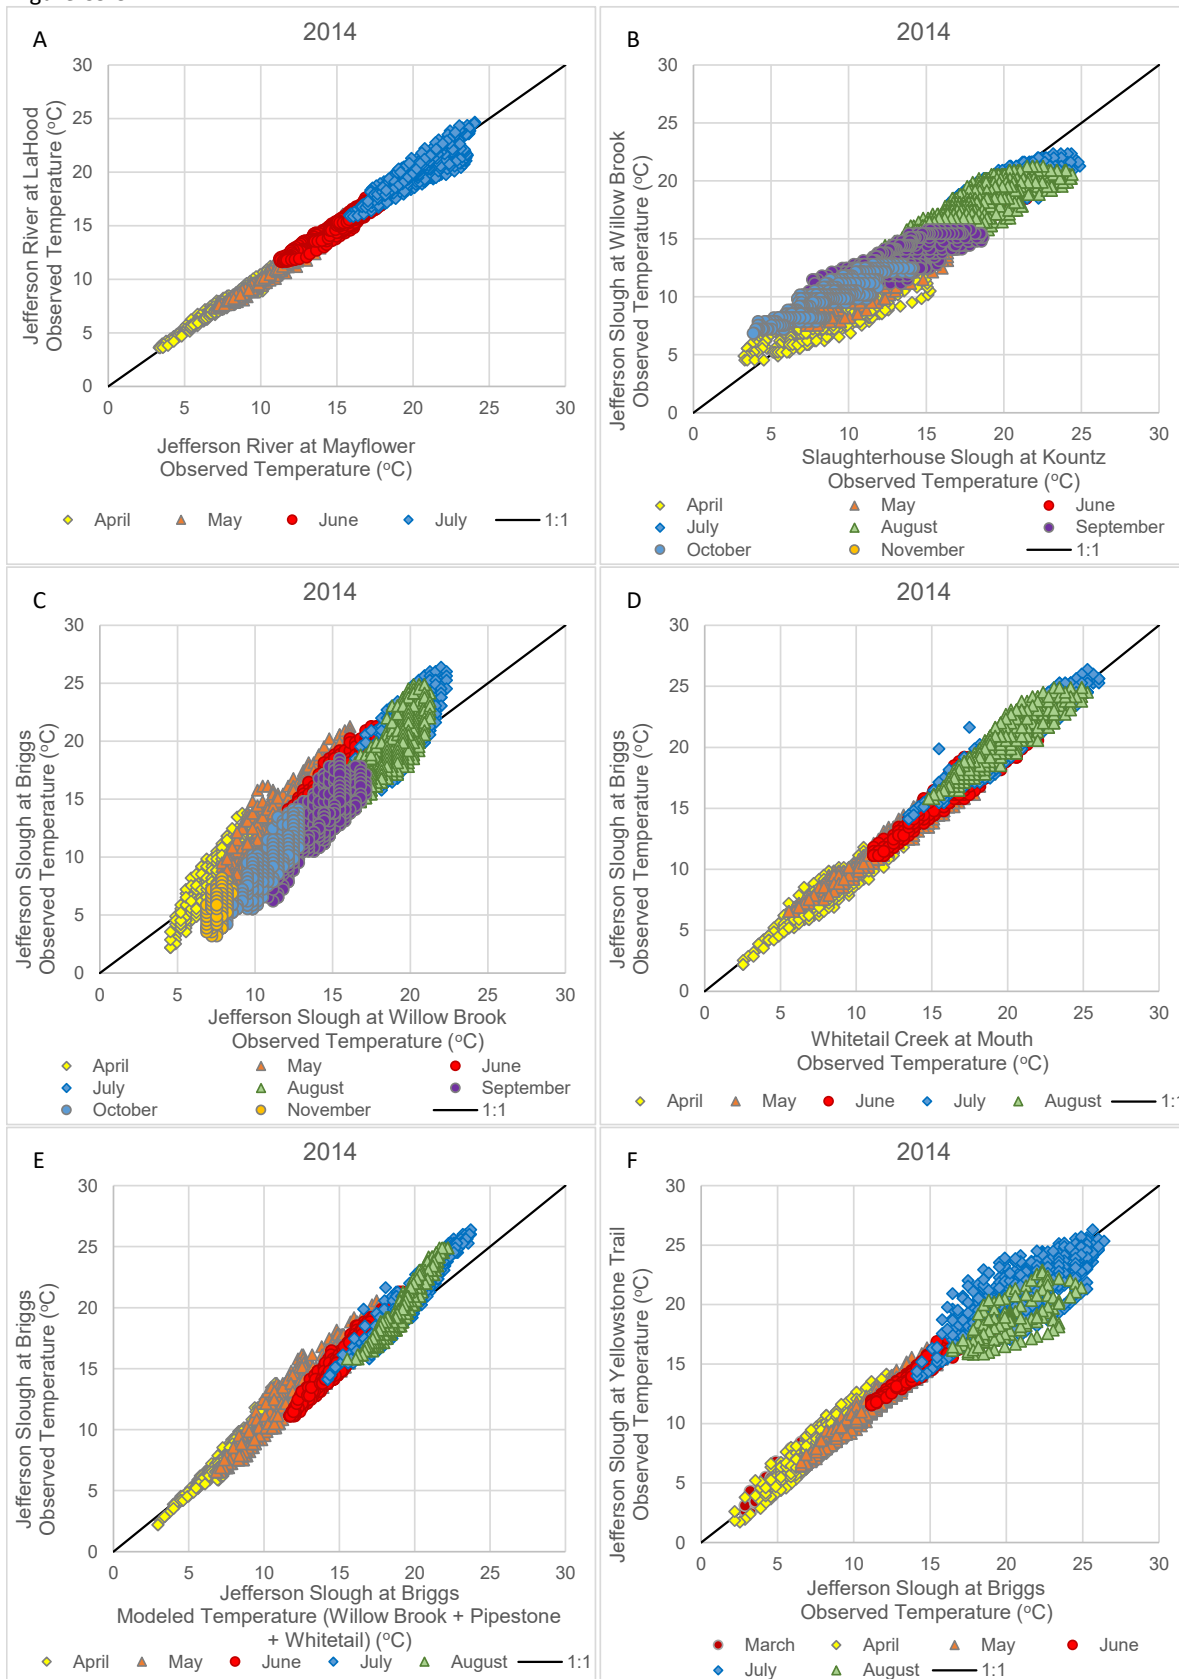 A
2014
30
25
20
15
10
5
0
0 5 10 15 20 25 30
Jefferson River at LaHood
Observed Temperature (°C)
Jefferson River at Mayflower
Observed Temperature (°C)
April May June July 1:1
B
2014
30
25
20
15
10
5
0
0 5 10 15 20 25 30
Jefferson Slough at Willow Brook
Observed Temperature (°C)
Slaughterhouse Slough at Kountz
Observed Temperature (°C)
April May June
July August September
October November 1:1
C
2014
30
25
20
15
10
5
0
0 5 10 15 20 25 30
Jefferson Slough at Briggs
Observed Temperature (°C)
Jefferson Slough at Willow Brook
Observed Temperature (°C)
April May June
July August September
October November 1:1
D
2014
30
25
20
15
10
5
0
0 5 10 15 20 25 30
Jefferson Slough at Briggs
Observed Temperature (°C)
Whitetail Creek at Mouth
Observed Temperature (°C)
April May June July August 1:1
E
2014
30
25
20
15
10
5
0
0 5 10 15 20 25 30
Jefferson Slough at Briggs
Observed Temperature (°C)
Jefferson Slough at Briggs
Modeled Temperature (Willow Brook + Pipestone
+ Whitetail) (°C)
April May June July August 1:1
F
2014
30
25
20
15
10
5
0
0 5 10 15 20 25 30
Jefferson Slough at Yellowstone Trail
Observed Temperature (°C)
Jefferson Slough at Briggs
Observed Temperature (°C)
March April May June
July August 1:1